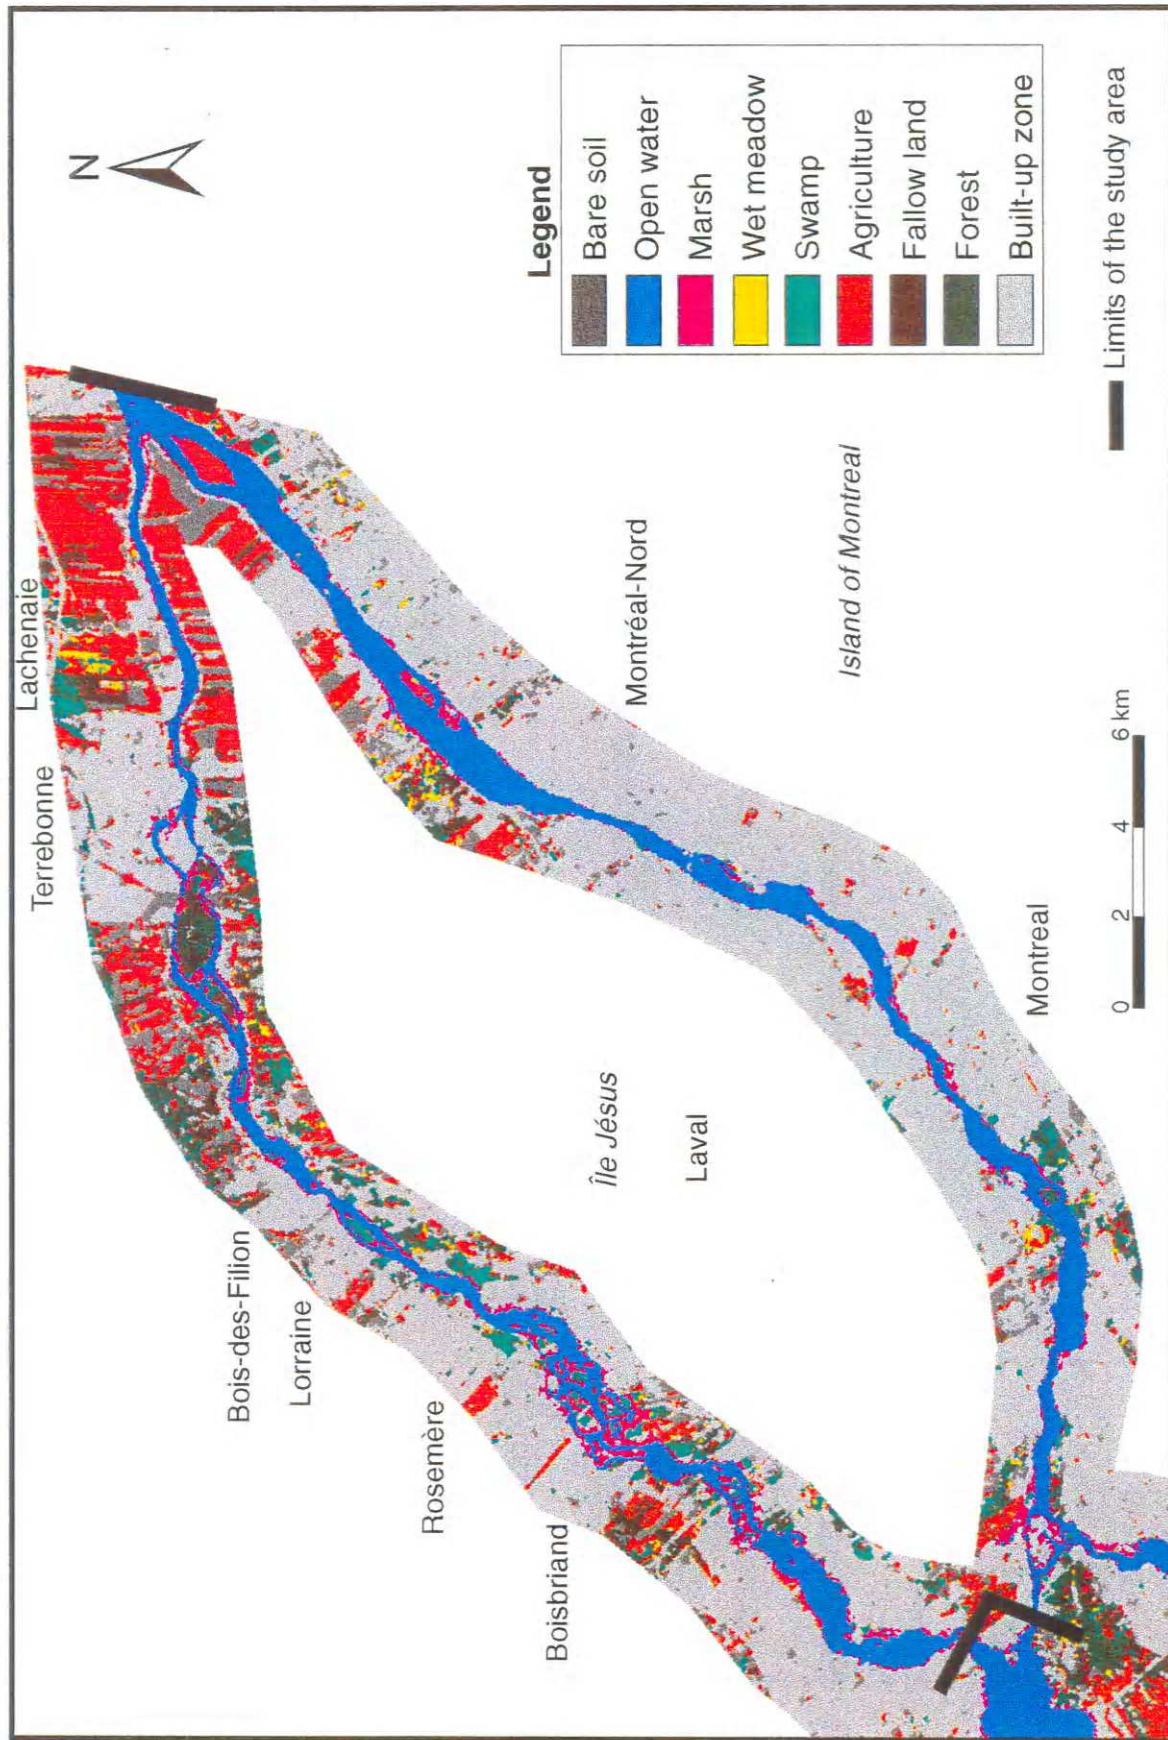 N
Lachenaie
Terrebonne
Bois-des-Filion
Lorraine
Rosemère
Boisbriand
Île Jésus
Laval
Montréal-Nord
Island of Montreal
Montreal
Legend
Bare soil
Open water
Marsh
Wet meadow
Swamp
Agriculture
Fallow land
Forest
Built-up zone
Limits of the study area
0 2 4 6 km